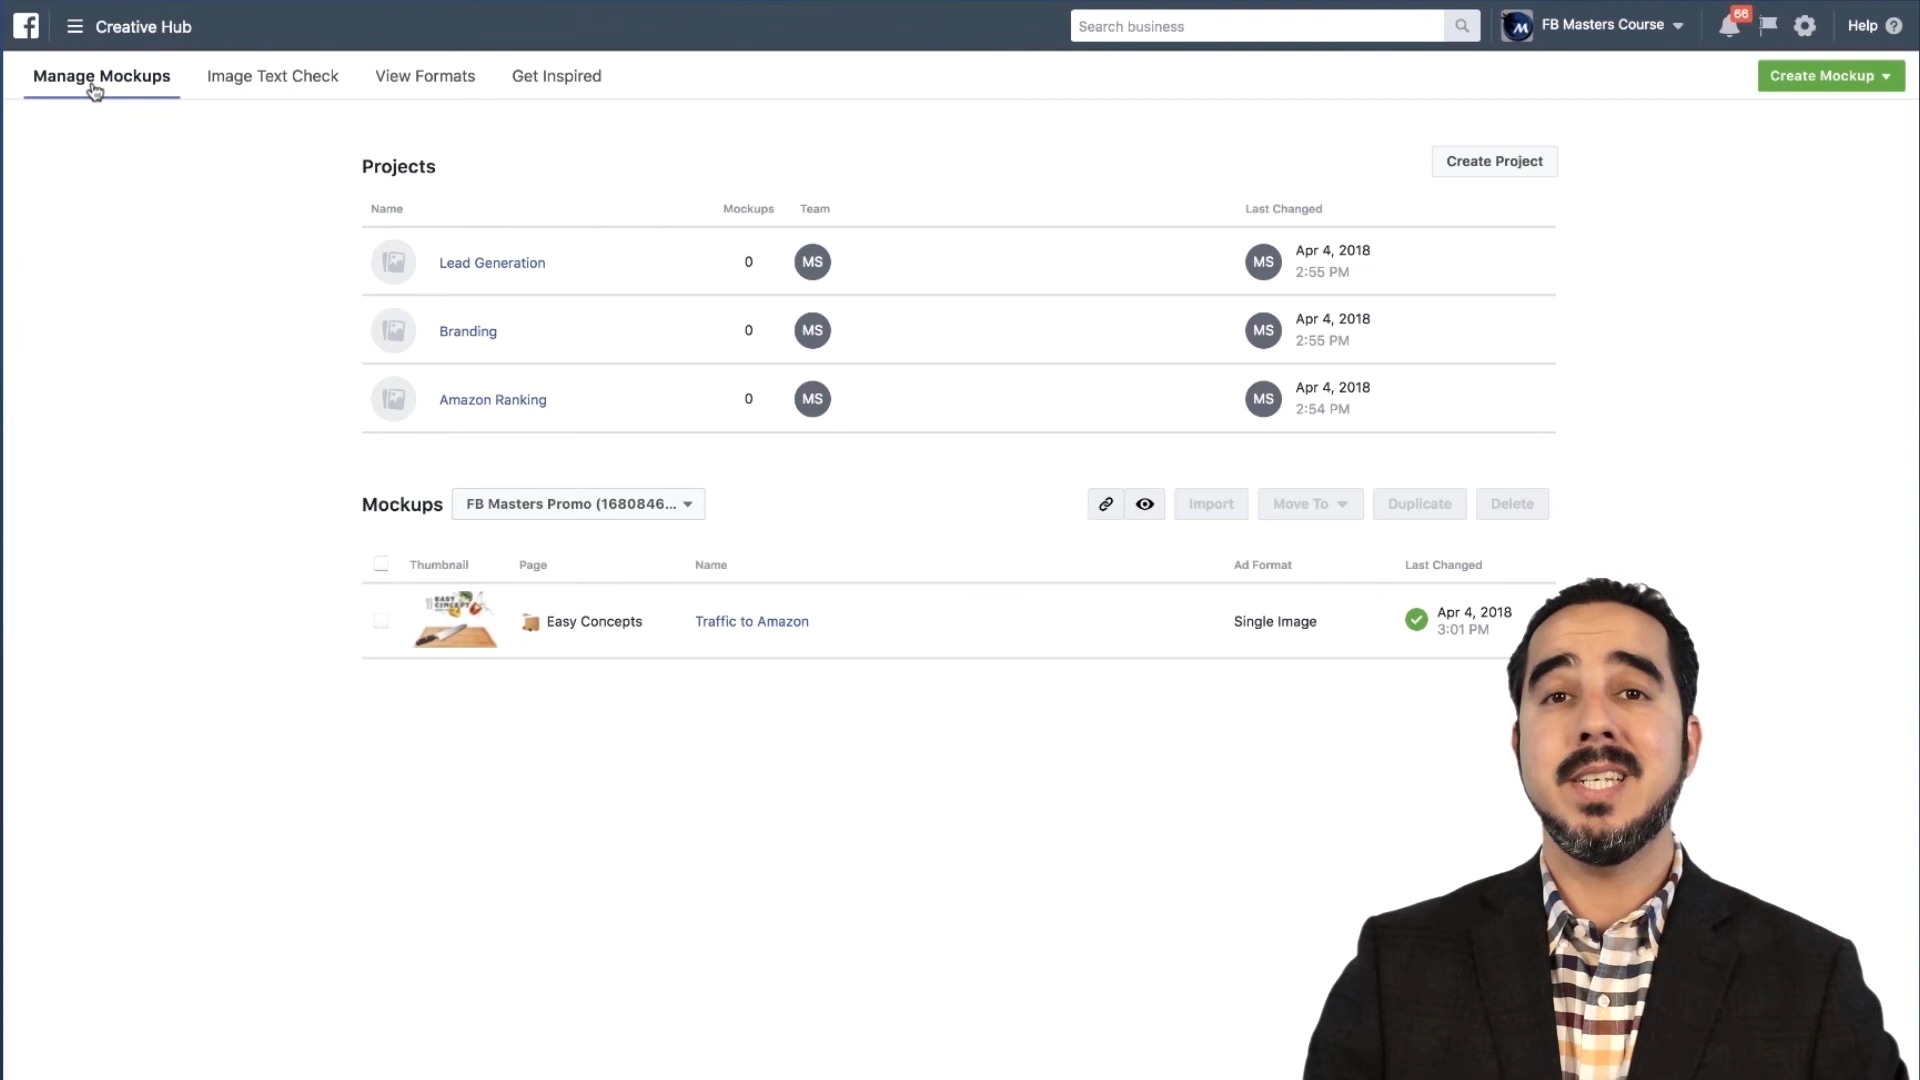 Creative Hub
Search business
FB Masters Course
66
Help
Manage Mockups
Image Text Check
View Formats
Get Inspired
Create Mockup
Projects
Create Project
Name
Mockups
Team
Last Changed
Lead Generation
0
MS
MS
Apr 4, 2018
2:55 PM
Branding
0
MS
MS
Apr 4, 2018
2:55 PM
Amazon Ranking
0
MS
MS
Apr 4, 2018
2:54 PM
Mockups
FB Masters Promo (1680846...
Import
Move To
Duplicate
Delete
Thumbnail
Page
Name
Ad Format
Last Changed
EASY
CONCEPT
Easy Concepts
Traffic to Amazon
Single Image
Apr 4, 2018
3:01 PM